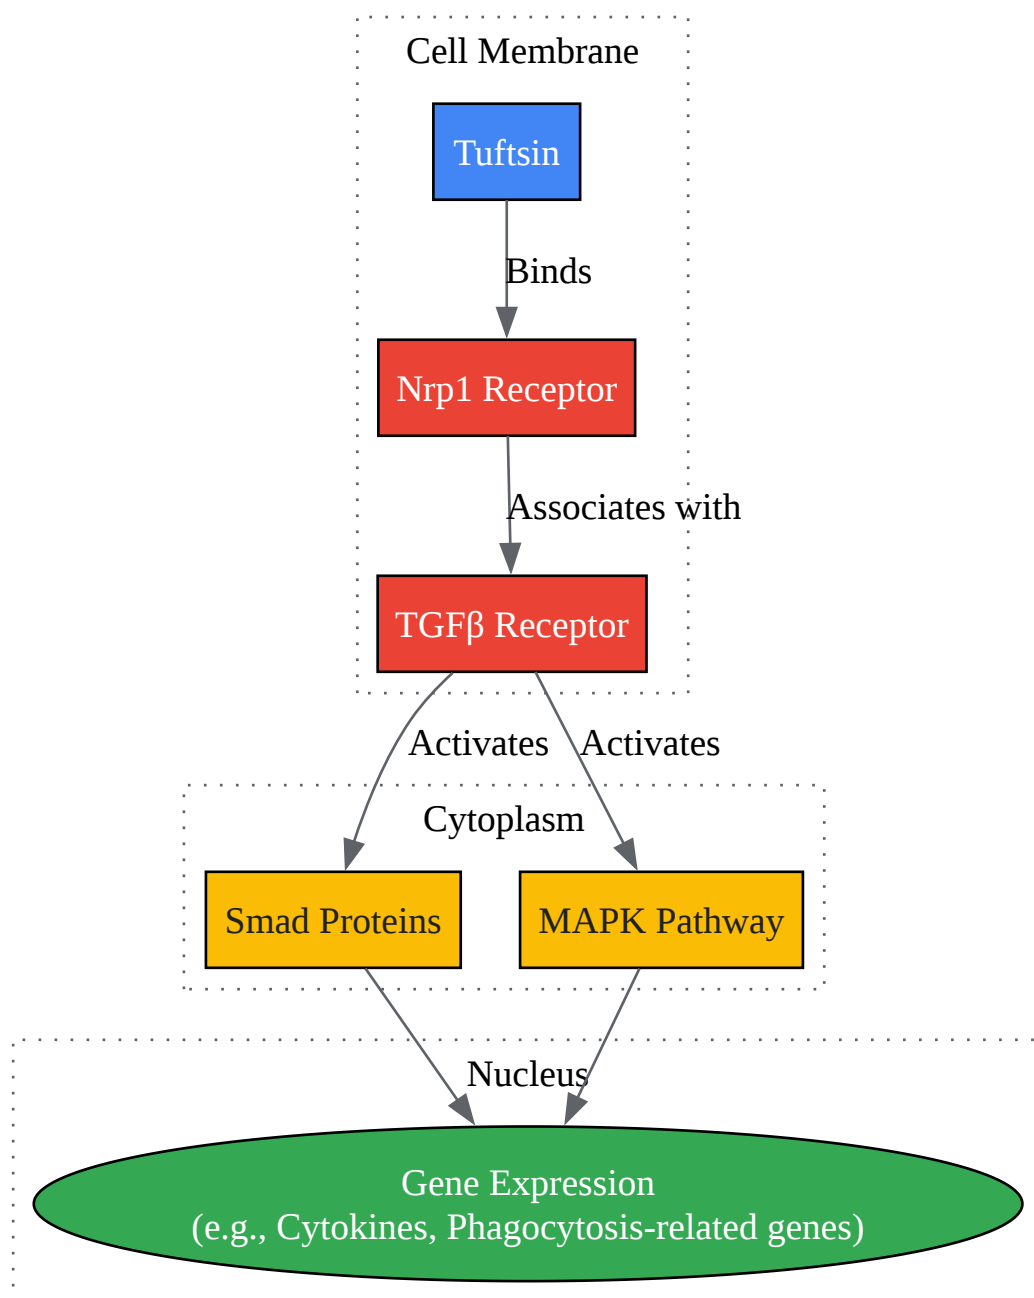 Cell Membrane
Tuftsin
Binds
Nrp1 Receptor
Associates with
TGFβ Receptor
Activates
Activates
Cytoplasm
Smad Proteins
MAPK Pathway
Nucleus
Gene Expression
(e.g., Cytokines, Phagocytosis-related genes)